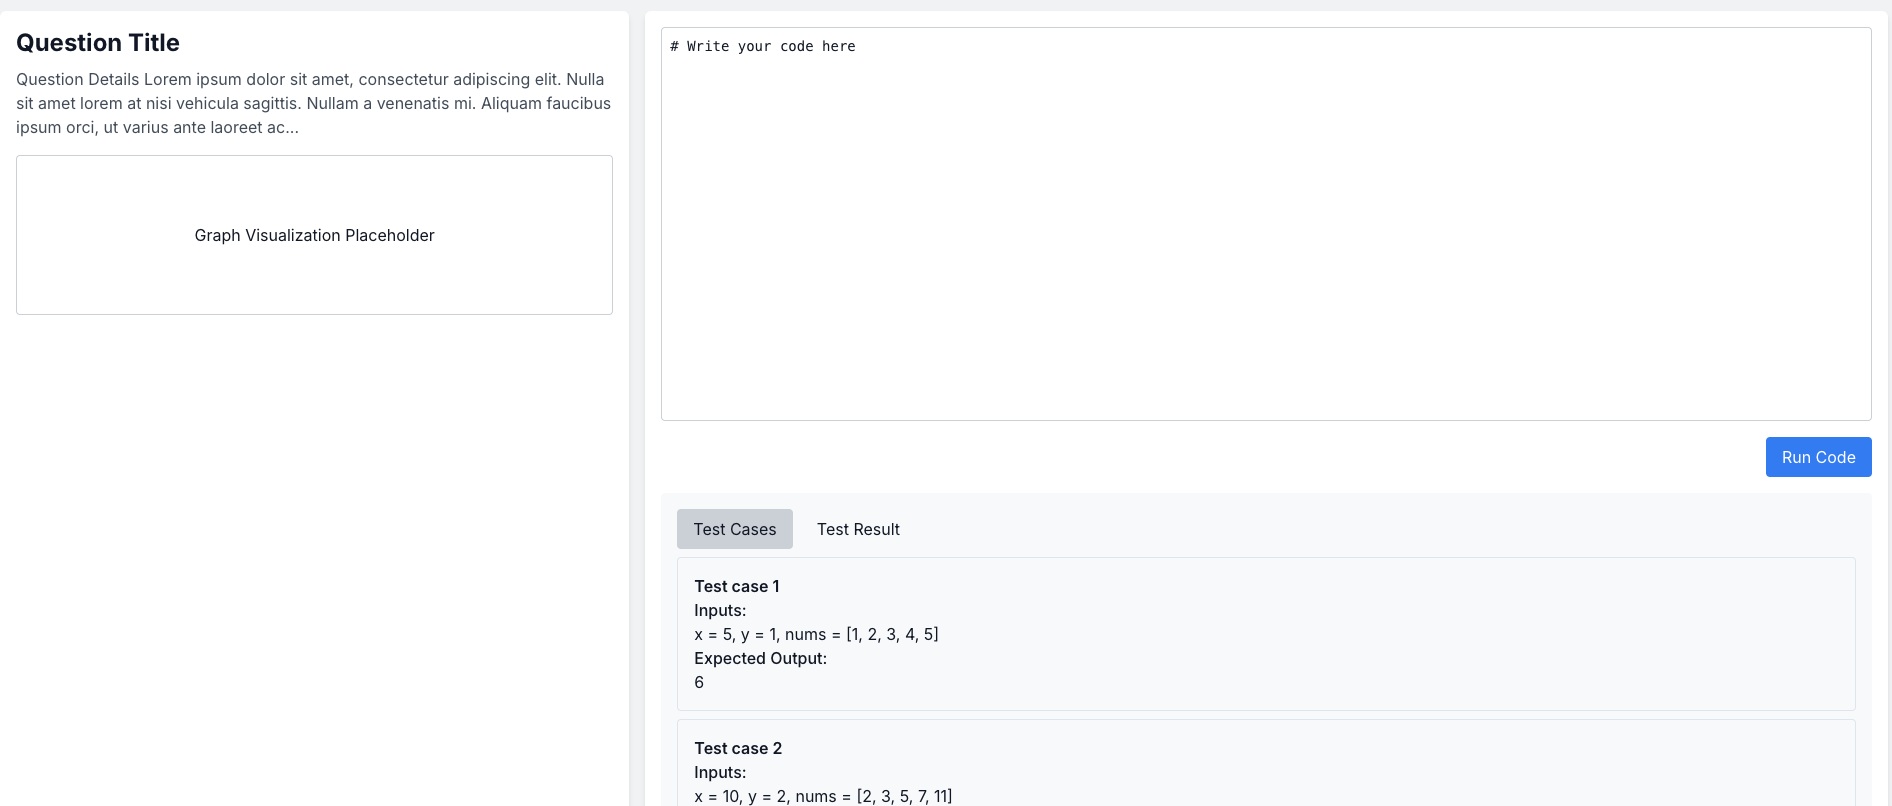 Question Title
Question Details Lorem ipsum dolor sit amet, consectetur adipiscing elit. Nulla
sit amet lorem at nisi vehicula sagittis. Nullam a venenatis mi. Aliquam faucibus
ipsum orci, ut varius ante laoreet ac...
Graph Visualization Placeholder
# Write your code here
Run Code
Test Cases
Test Result
Test case 1
Inputs:
x = 5, y = 1, nums = [1, 2, 3, 4, 5]
Expected Output:
6
Test case 2
Inputs:
x = 10, y = 2, nums = [2, 3, 5, 7, 11]